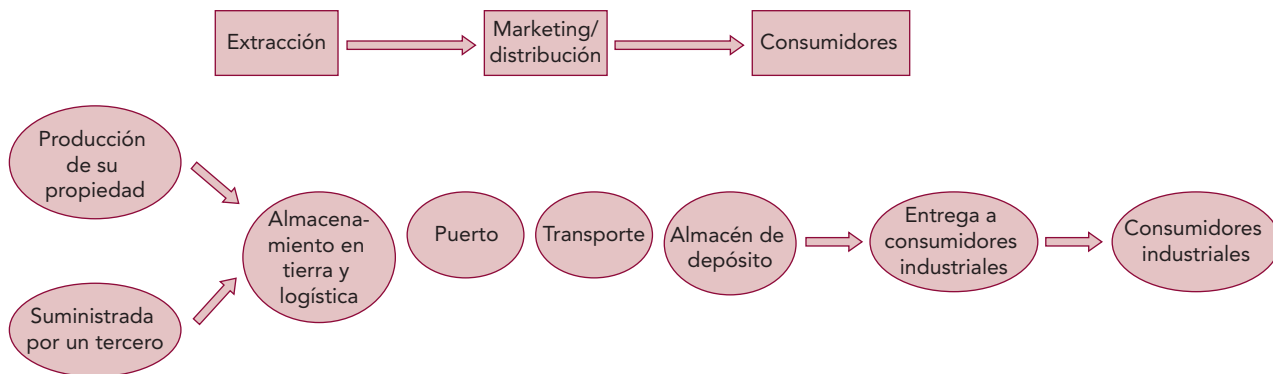 Extracción
Marketing/
distribución
Consumidores
Producción
de su
propiedad
Suministrada
por un tercero
Almacena-
miento en
tierra y
logística
Puerto
Transporte
Almacén de
depósito
Entrega a
consumidores
industriales
Consumidores
industriales